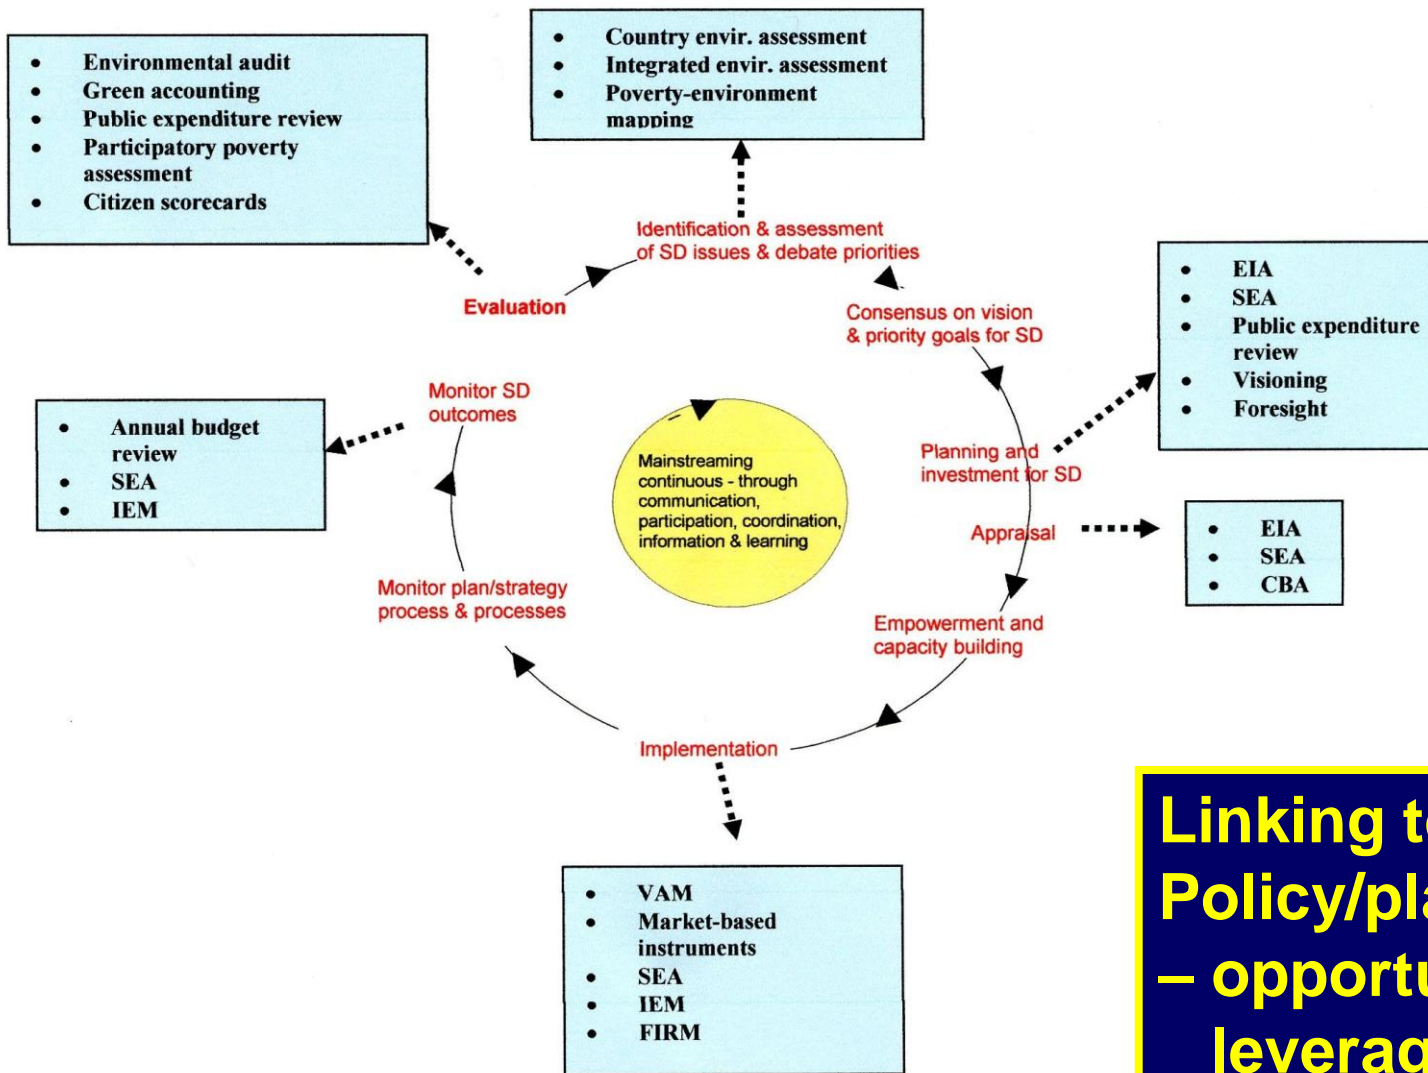 • Environmental audit
• Green accounting
• Public expenditure review
• Participatory poverty
assessment
• Citizen scorecards
• Country envir. assessment
• Integrated envir. assessment
• Poverty-environment
mapping
Identification & assessment
of SD issues & debate priorities
Evaluation
Consensus on vision
& priority goals for SD
• EIA
• SEA
• Public expenditure
review
• Visioning
• Foresight
Monitor SD
outcomes
• Annual budget
review
• SEA
• IEM
Mainstreaming
continuous - through
communication,
participation, coordination,
information & learning
Planning and
investment for SD
Appraisal
• EIA
• SEA
• CBA
Monitor plan/strategy
process & processes
Empowerment and
capacity building
Implementation
• VAM
• Market-based
instruments
• SEA
• IEM
• FIRM
Linking
Policy/
–